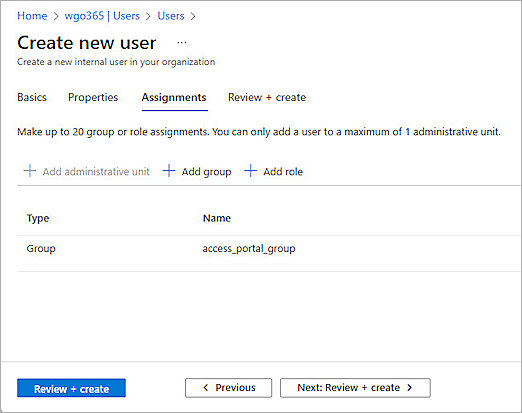 Home > wgo365 | Users > Users >
Create new user ...
Create a new internal user in your organization
Basics Properties Assignments Review + create
Make up to 20 group or role assignments. You can only add a user to a maximum of 1 administrative unit.
+ Add administrative unit + Add group + Add role
Type Name
Group access_portal_group
Review + create < Previous Next: Review + create >